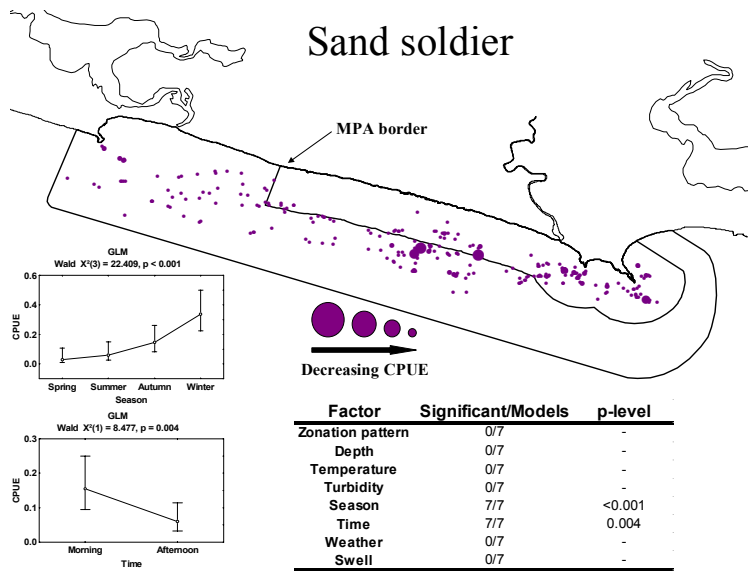 Sand soldier
MPA border
GLM
Wald X²(3) = 22.409, p < 0.001
0.6
0.4
0.2
0.0
CPUE
Spring Summer Autumn Winter
Season
Decreasing CPUE
GLM
Wald X²(1) = 8.477, p = 0.004
0.3
0.2
0.1
0.0
CPUE
Morning Afternoon
Time
Factor Significant/Models p-level
Zonation pattern 0/7 -
Depth 0/7 -
Temperature 0/7 -
Turbidity 0/7 -
Season 7/7 <0.001
Time 7/7 0.004
Weather 0/7 -
Swell 0/7 -